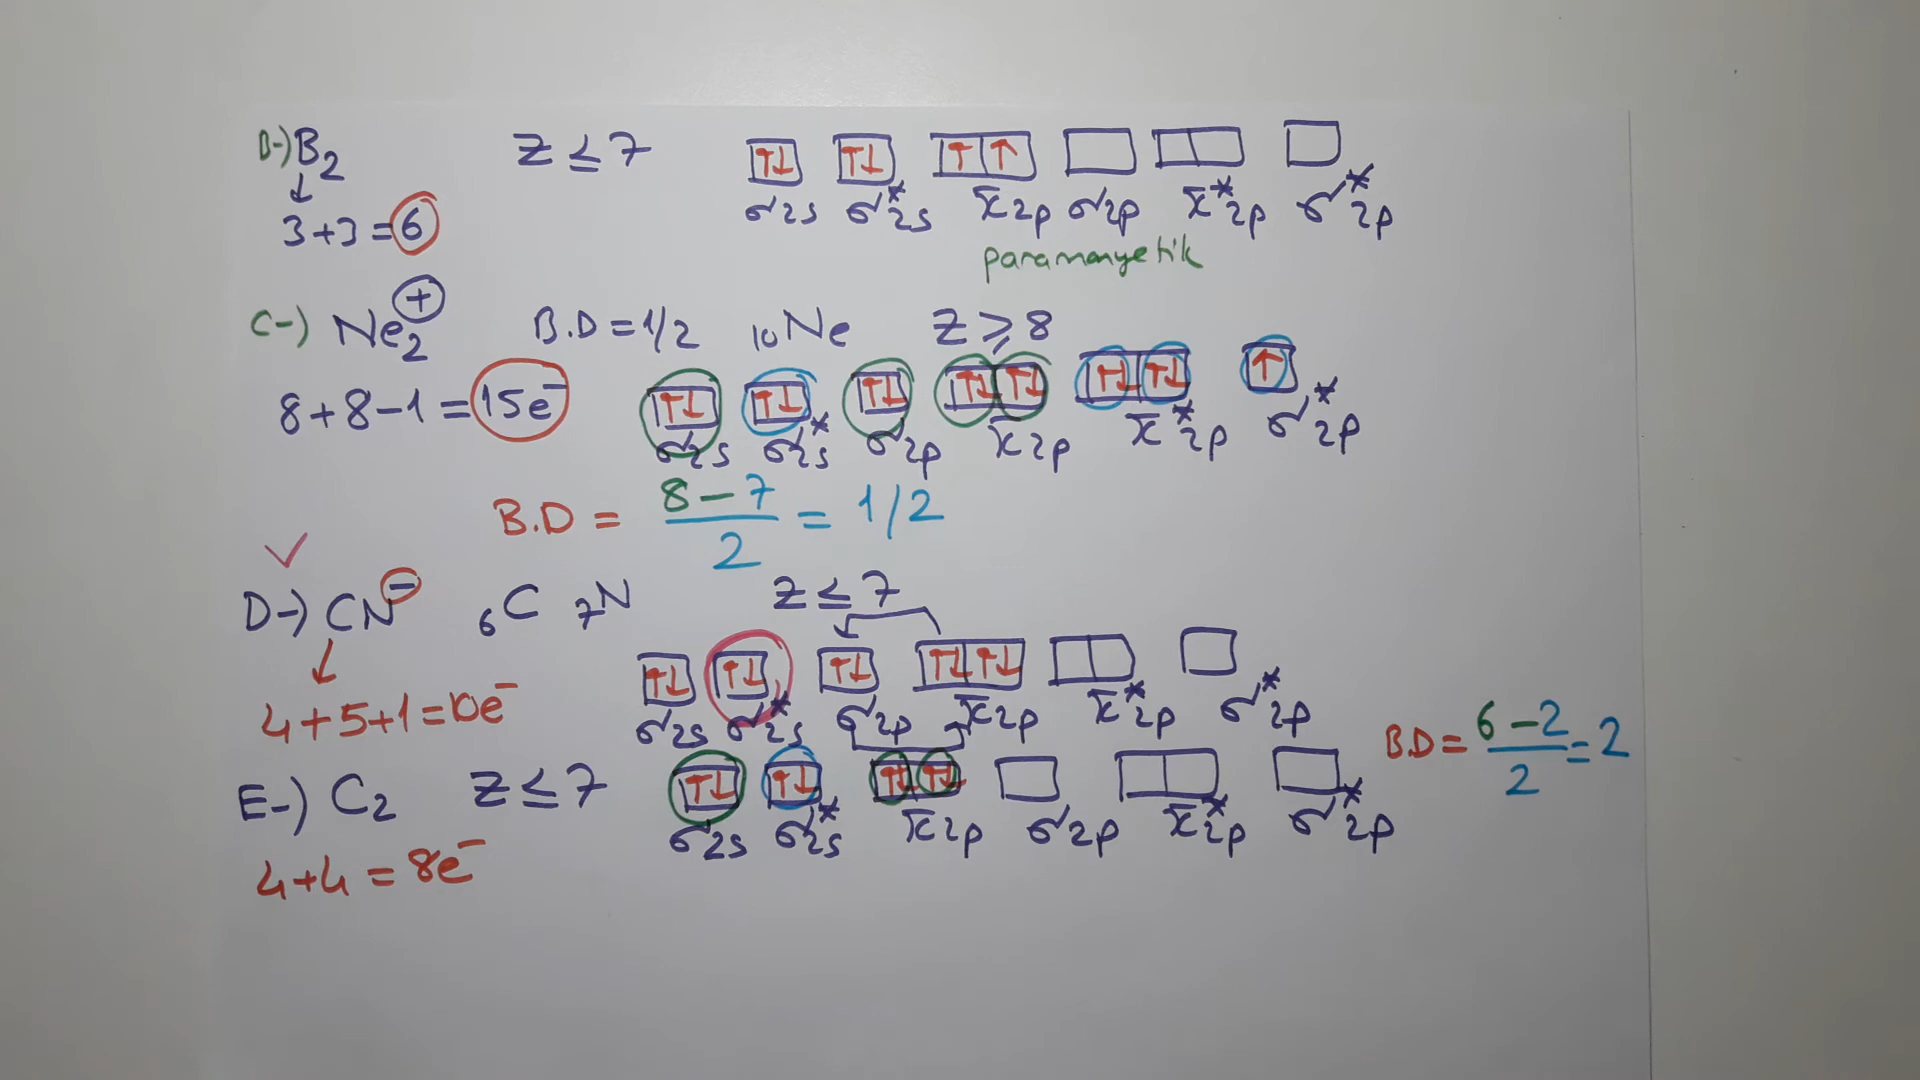 B-) B₂ Z ≤ 7 ↑↓ ↑↓ ↑ ↑
σ2s σ*2s π2p σ2p π*2p σ*2p
3+3=6
paramanyetik
C-) Ne₂⁺ B.D=1/2 ₁₀Ne Z ≥ 8
8+8-1=15e⁻ ↑↓ ↑↓ ↑↓ ↑↓ ↑↓ ↑↓ ↑↓ ↑
σ2s σ*2s σ2p π2p π*2p σ*2p
B.D = 8-7/2 = 1/2
✓
D-) CN⁻ ₆C ₇N Z ≤ 7
↑↓ ↑↓ ↑↓ ↑↓ ↑↓
4+5+1=10e⁻ σ2s σ*2s σ2p π2p π*2p σ*2p
B.D = 6-2/2 = 2
E-) C₂ Z ≤ 7 ↑↓ ↑↓ ↑↓ ↑↓
σ2s σ*2s π2p σ2p π*2p σ*2p
4+4=8e⁻